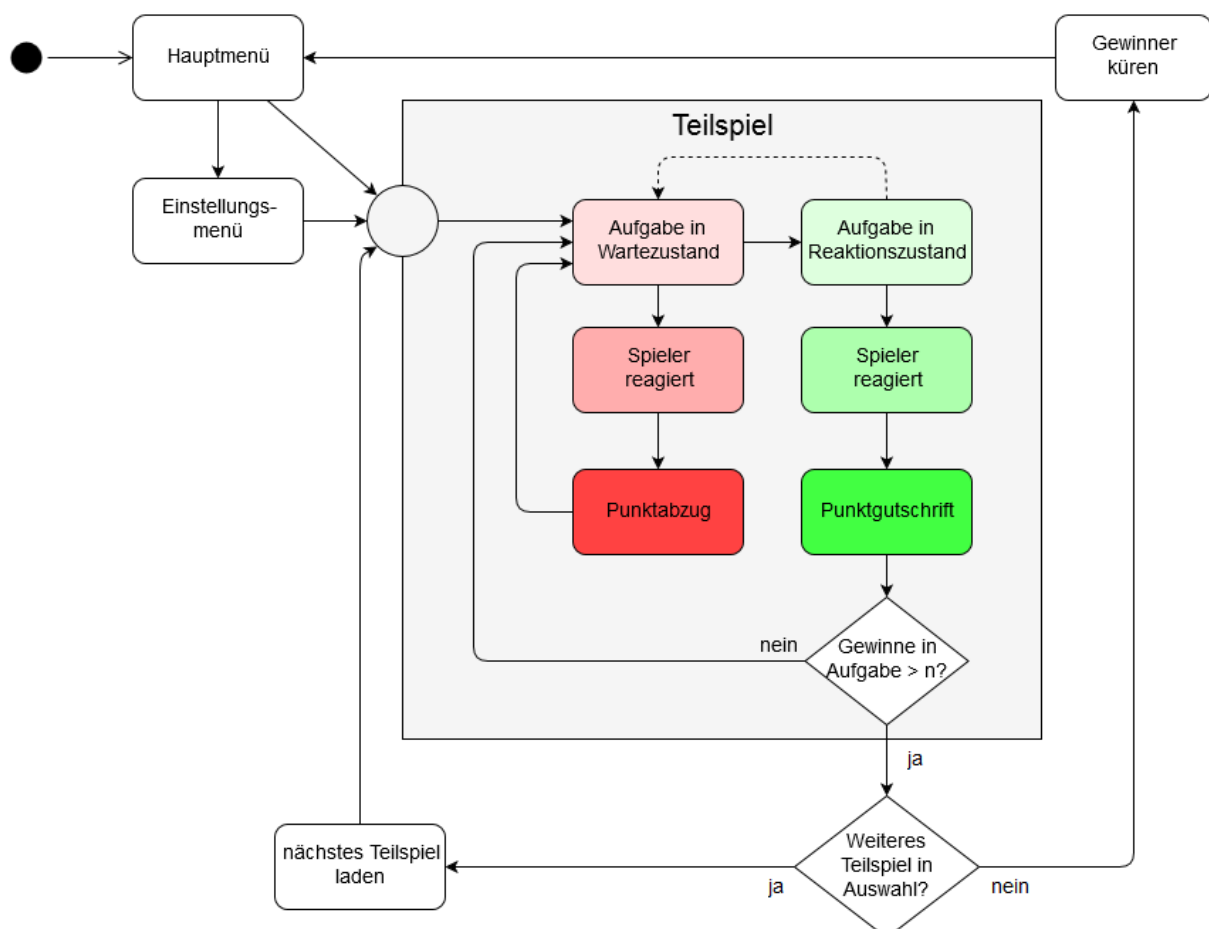 Hauptmenü
Gewinner
küren
Teilspiel
Einstellungs-
menü
Aufgabe in
Wartezustand
Aufgabe in
Reaktionszustand
Spieler
reagiert
Spieler
reagiert
Punktabzug
Punktgutschrift
nein
Gewinne in
Aufgabe > n?
ja
nächstes Teilspiel
laden
ja
Weiteres
Teilspiel in
Auswahl?
nein